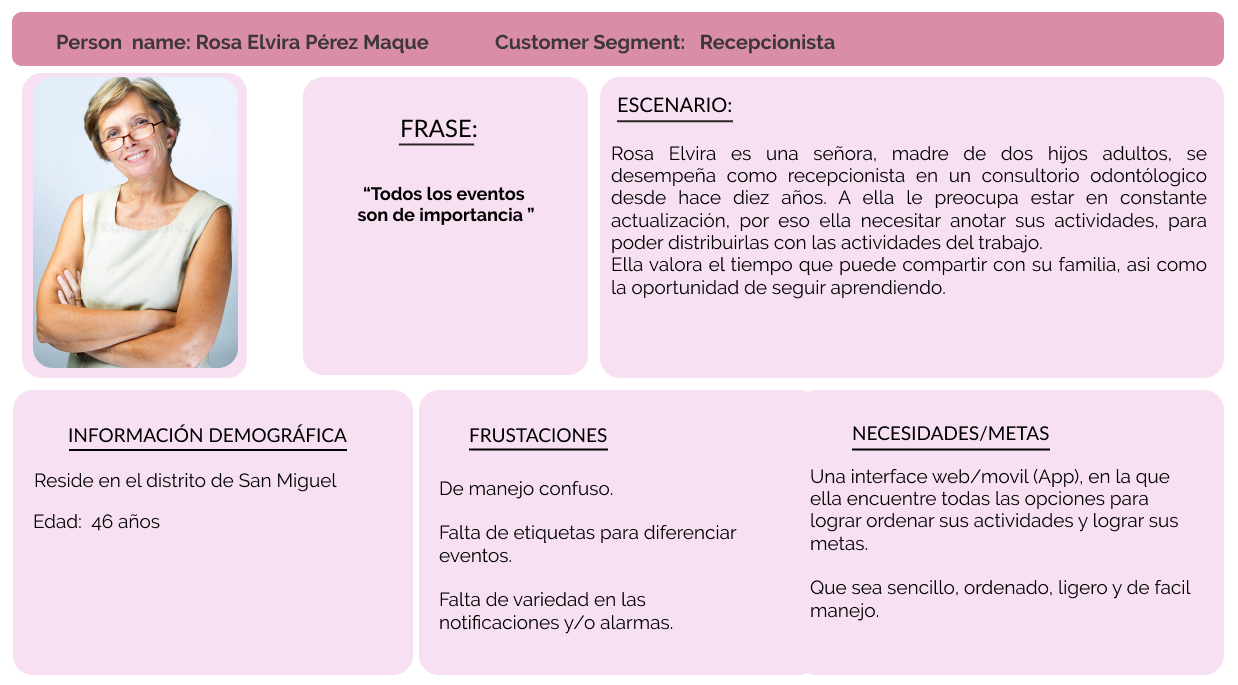 Person name: Rosa Elvira Pérez Maque Customer Segment: Recepcionista
FRASE:
“Todos los eventos
son de importancia ”
ESCENARIO:
Rosa Elvira es una señora, madre de dos hijos adultos, se
desempeña como recepcionista en un consultorio odontólogico
desde hace diez años. A ella le preocupa estar en constante
actualización, por eso ella necesitar anotar sus actividades, para
poder distribuirlas con las actividades del trabajo.
Ella valora el tiempo que puede compartir con su familia, asi como
la oportunidad de seguir aprendiendo.
INFORMACIÓN DEMOGRÁFICA
Reside en el distrito de San Miguel
Edad: 46 años
FRUSTACIONES
De manejo confuso.
Falta de etiquetas para diferenciar
eventos.
Falta de variedad en las
notificaciones y/o alarmas.
NECESIDADES/METAS
Una interface web/movil (App), en la que
ella encuentre todas las opciones para
lograr ordenar sus actividades y lograr sus
metas.
Que sea sencillo, ordenado, ligero y de facil
manejo.